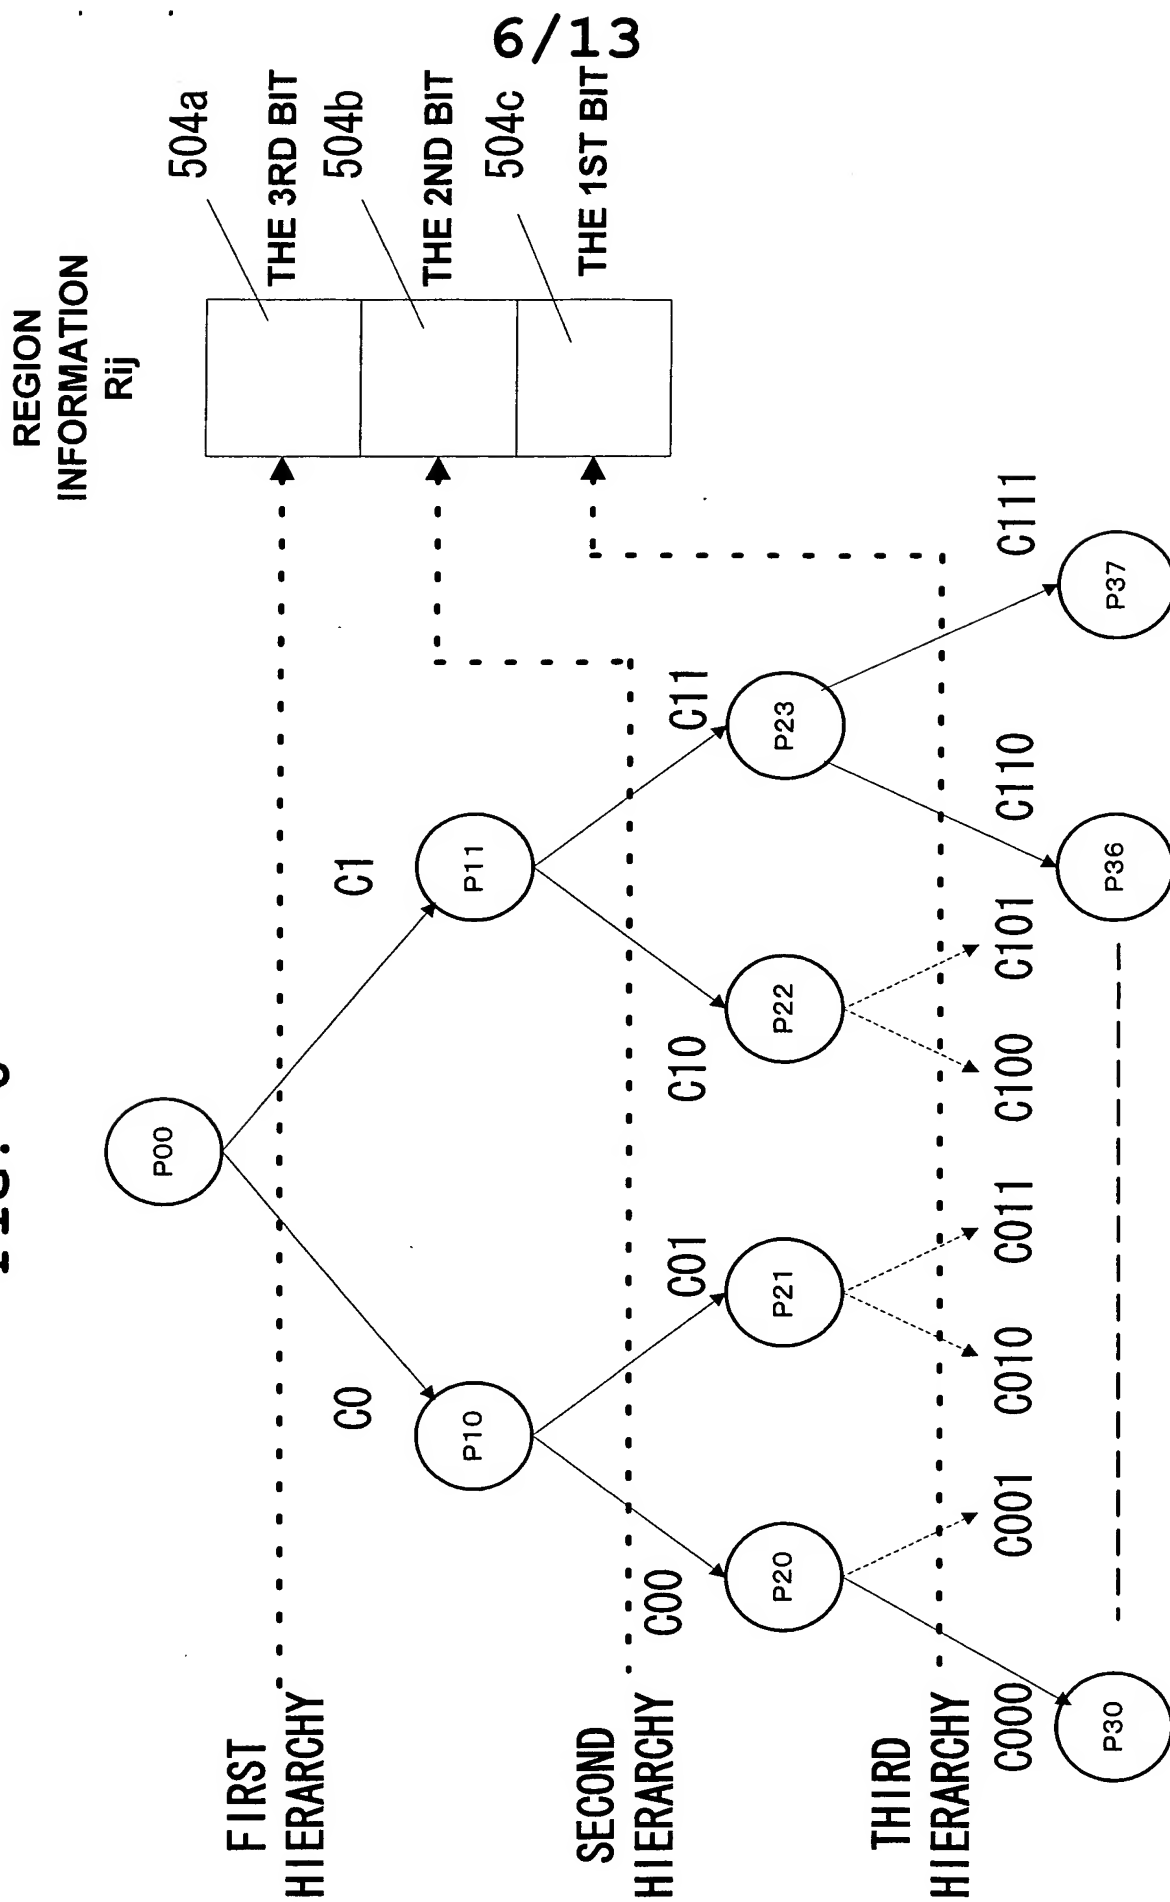 6/13
REGION
INFORMATION
Rij
504a
THE 3RD BIT
504b
THE 2ND BIT
504c
THE 1ST BIT
FIRST
HIERARCHY
SECOND
HIERARCHY
THIRD
HIERARCHY
P00
C0
C1
P10
P11
C00
C01
C10
C11
P20
P21
P22
P23
C000
C001
C010
C011
C100
C101
C110
C111
P30
P36
P37